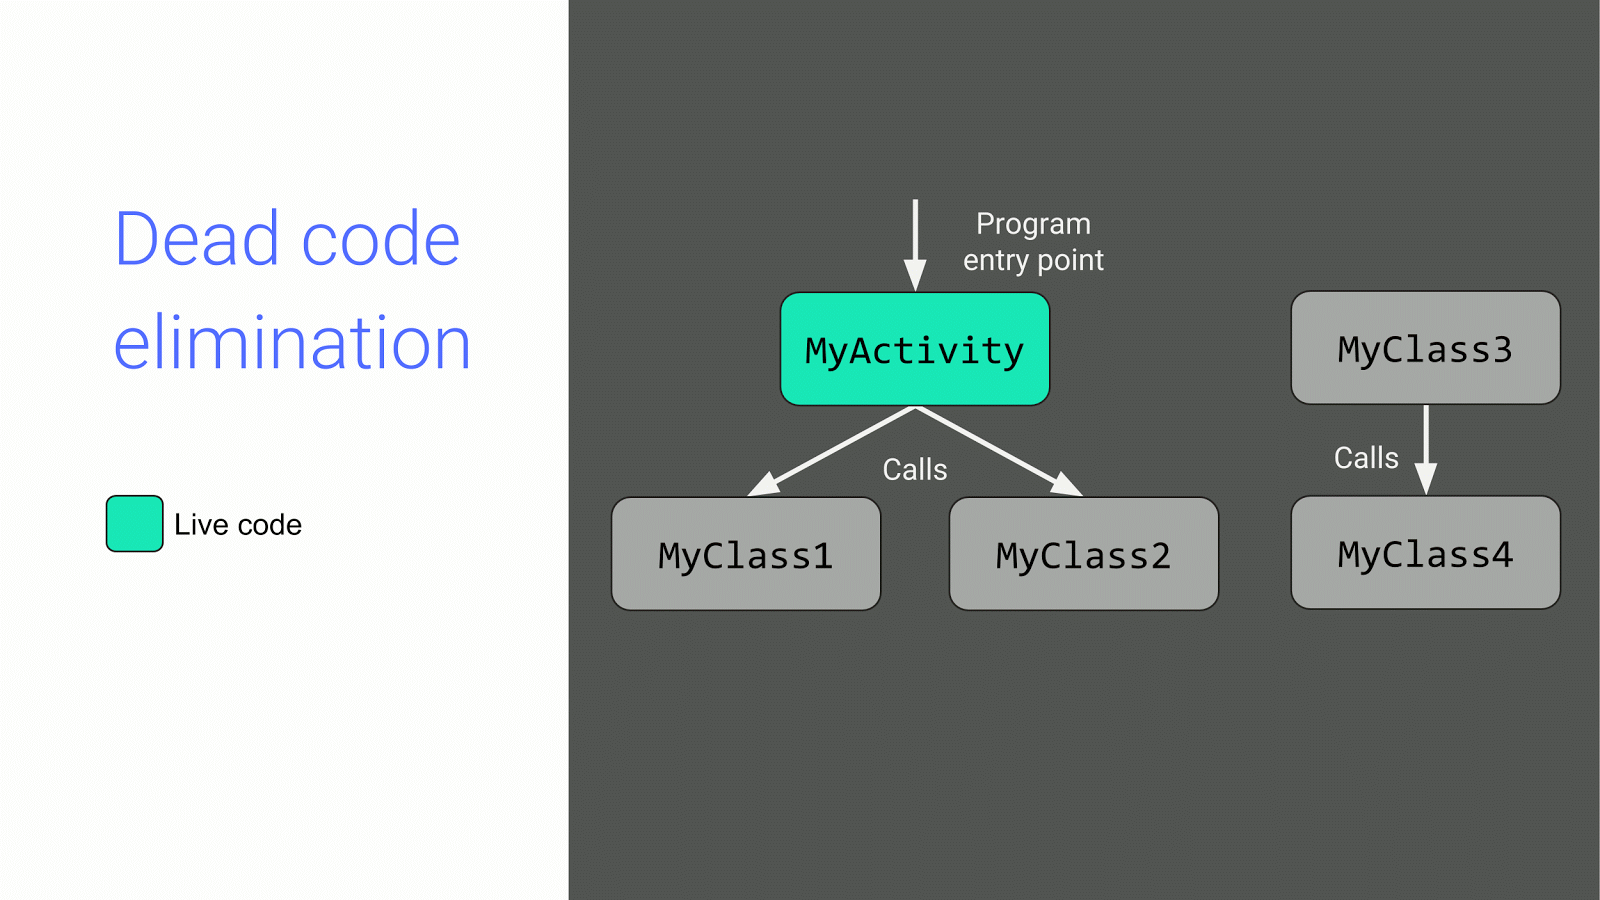 Dead code
elimination
Live code
Program
entry point
MyActivity
Calls
MyClass1
MyClass2
MyClass3
Calls
MyClass4